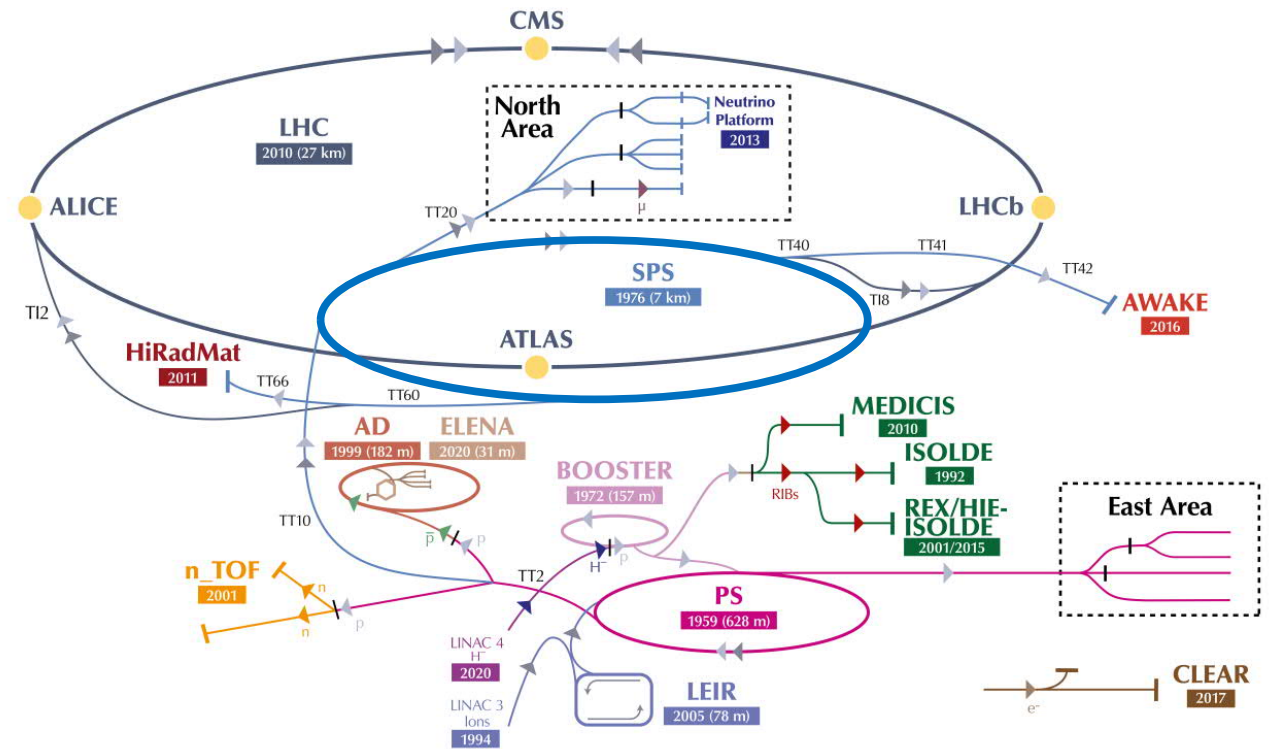 CMS
North
Area
Neutrino
Platform
2013
LHC
2010 (27 km)
ALICE
LHCb
μ
TT20
TT40
TT41
TT42
SPS
1976 (7 km)
TI8
AWAKE
2016
TI2
ATLAS
HiRadMat
2011
TT66
TT60
AD
1999 (182 m)
ELENA
2020 (31 m)
MEDICIS
2010
BOOSTER
1972 (157 m)
ISOLDE
1992
RIBs
REX/HIE-
ISOLDE
2001/2015
East Area
TT10
p̄
p
H⁻
p
TT2
n_TOF
2001
n
n
p
PS
1959 (628 m)
LINAC 4
H⁻
2020
LINAC 3
Ions
1994
LEIR
2005 (78 m)
e⁻
CLEAR
2017